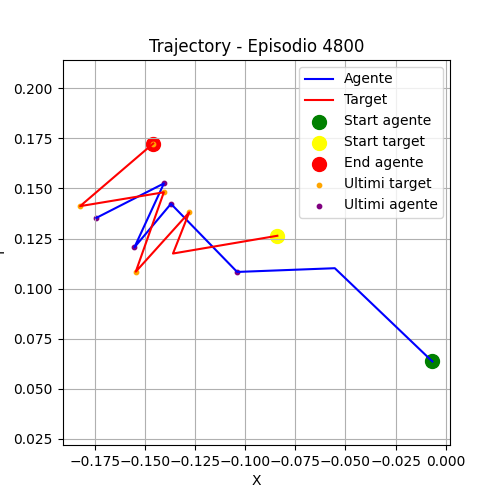 Trajectory - Episodio 4800
Agente
Target
Start agente
Start target
End agente
Ultimi target
Ultimi agente
0.200
0.175
0.150
0.125
0.100
0.075
0.050
0.025
−0.175 −0.150 −0.125 −0.100 −0.075 −0.050 −0.025 0.000
X